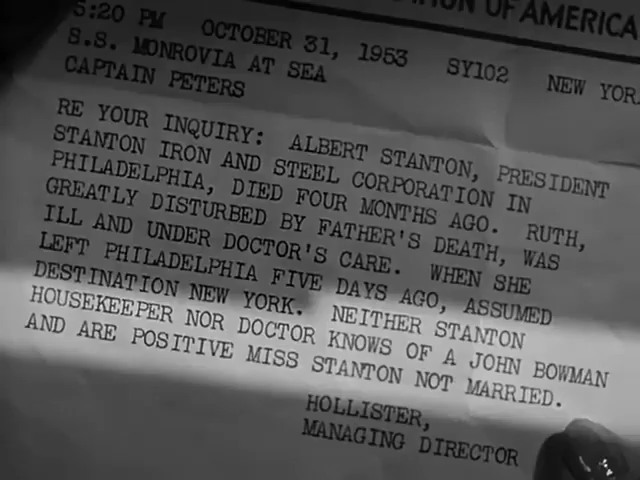 OF AMERICA
5:20 PM OCTOBER 31, 1953 SY102 NEW YOR
S.S. MONROVIA AT SEA
CAPTAIN PETERS
RE YOUR INQUIRY: ALBERT STANTON, PRESIDENT
STANTON IRON AND STEEL CORPORATION IN
PHILADELPHIA, DIED FOUR MONTHS AGO. RUTH,
GREATLY DISTURBED BY FATHER'S DEATH, WAS
ILL AND UNDER DOCTOR'S CARE. WHEN SHE
LEFT PHILADELPHIA FIVE DAYS AGO, ASSUMED
DESTINATION NEW YORK. NEITHER STANTON
HOUSEKEEPER NOR DOCTOR KNOWS OF A JOHN BOWMAN
AND ARE POSITIVE MISS STANTON NOT MARRIED.
HOLLISTER,
MANAGING DIRECTOR